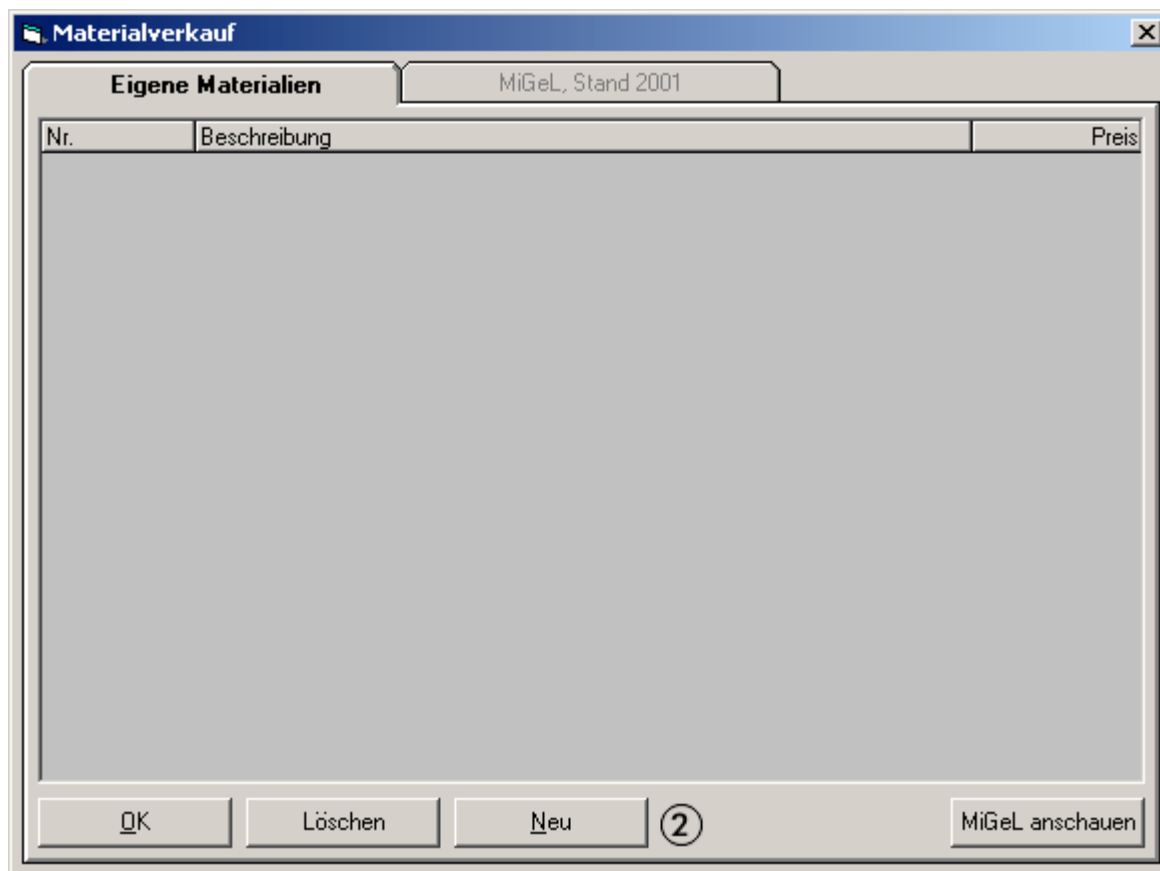 Materialverkauf
Eigene Materialien MiGeL, Stand 2001
Nr. Beschreibung Preis
OK Löschen Neu 2 MiGeL anschauen